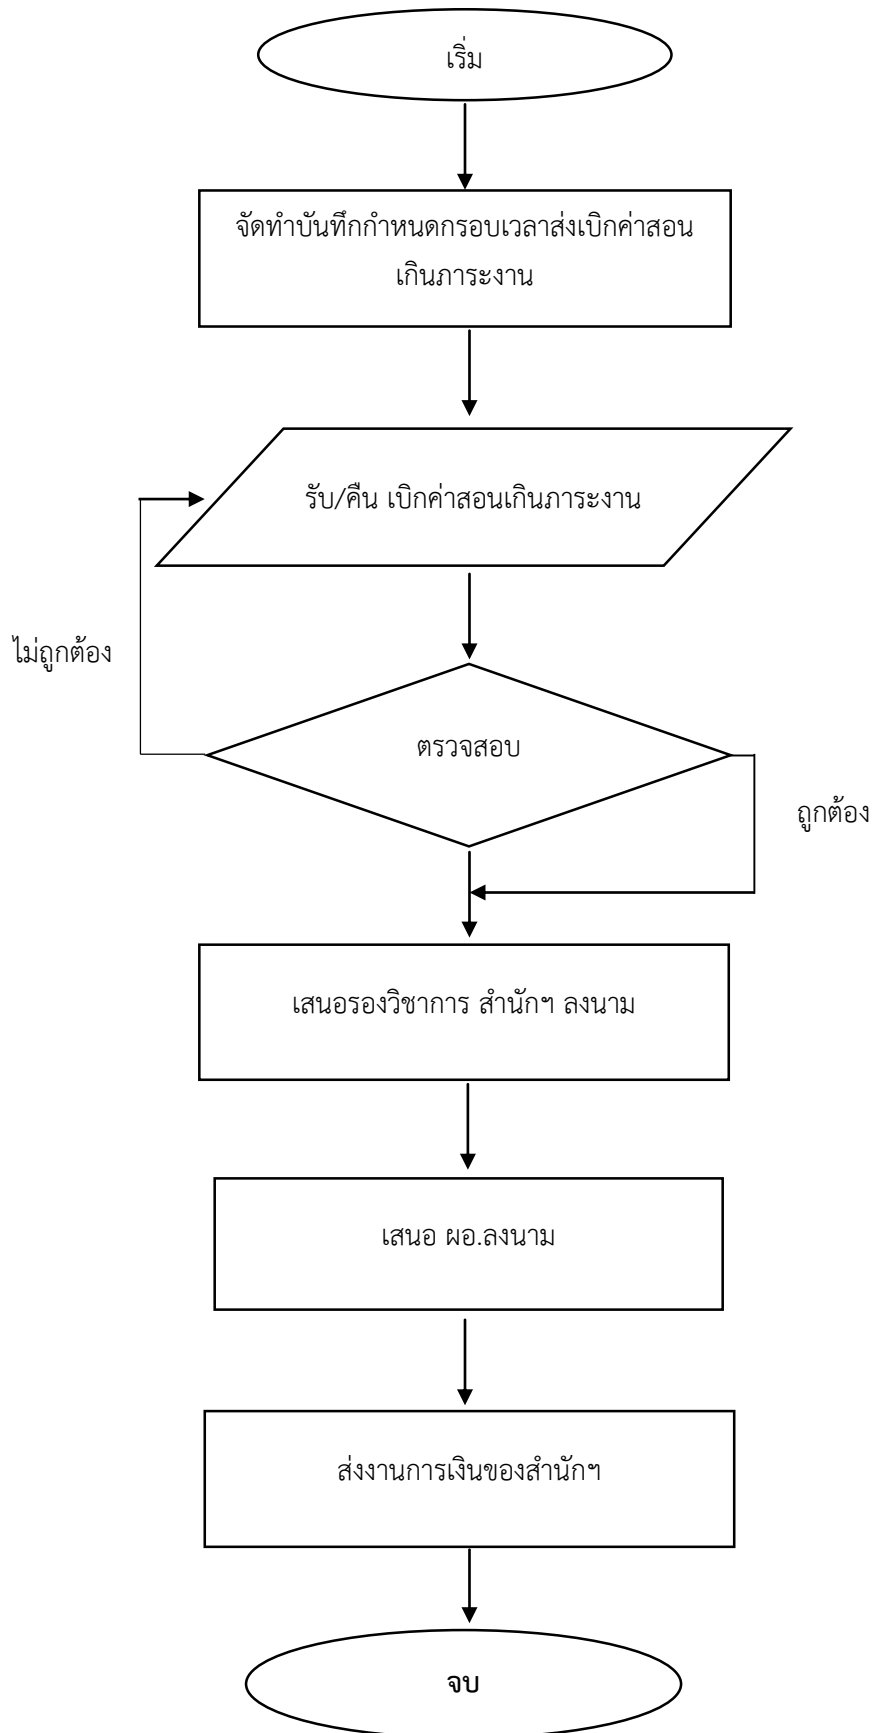 เริ่ม
จัดทำบันทึกกำหนดกรอบเวลาส่งเบิกค่าสอน
เกินภาระงาน
รับ/คืน เบิกค่าสอนเกินภาระงาน
ไม่ถูกต้อง
ตรวจสอบ
ถูกต้อง
เสนอรองวิชาการ สำนักฯ ลงนาม
เสนอ ผอ.ลงนาม
ส่งงานการเงินของสำนักฯ
จบ